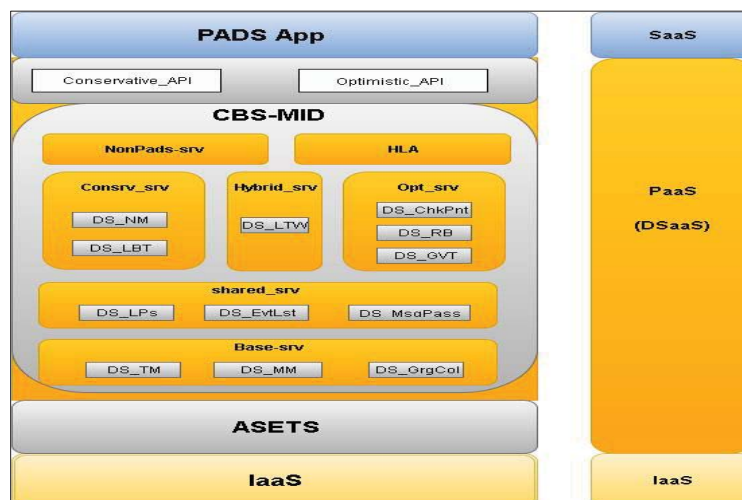 PADS App
SaaS
Conservative_API
Optimistic_API
CBS-MID
NonPads-srv
HLA
Consrv_srv
Hybrid_srv
Opt_srv
DS_NM
DS_LBT
DS_LTW
DS_ChkPnt
DS_RB
DS_GVT
PaaS
(DSaaS)
shared_srv
DS_LPs
DS_EvtLst
DS_MsgPass
Base-srv
DS_TM
DS_MM
DS_GrgCol
ASETS
IaaS
IaaS